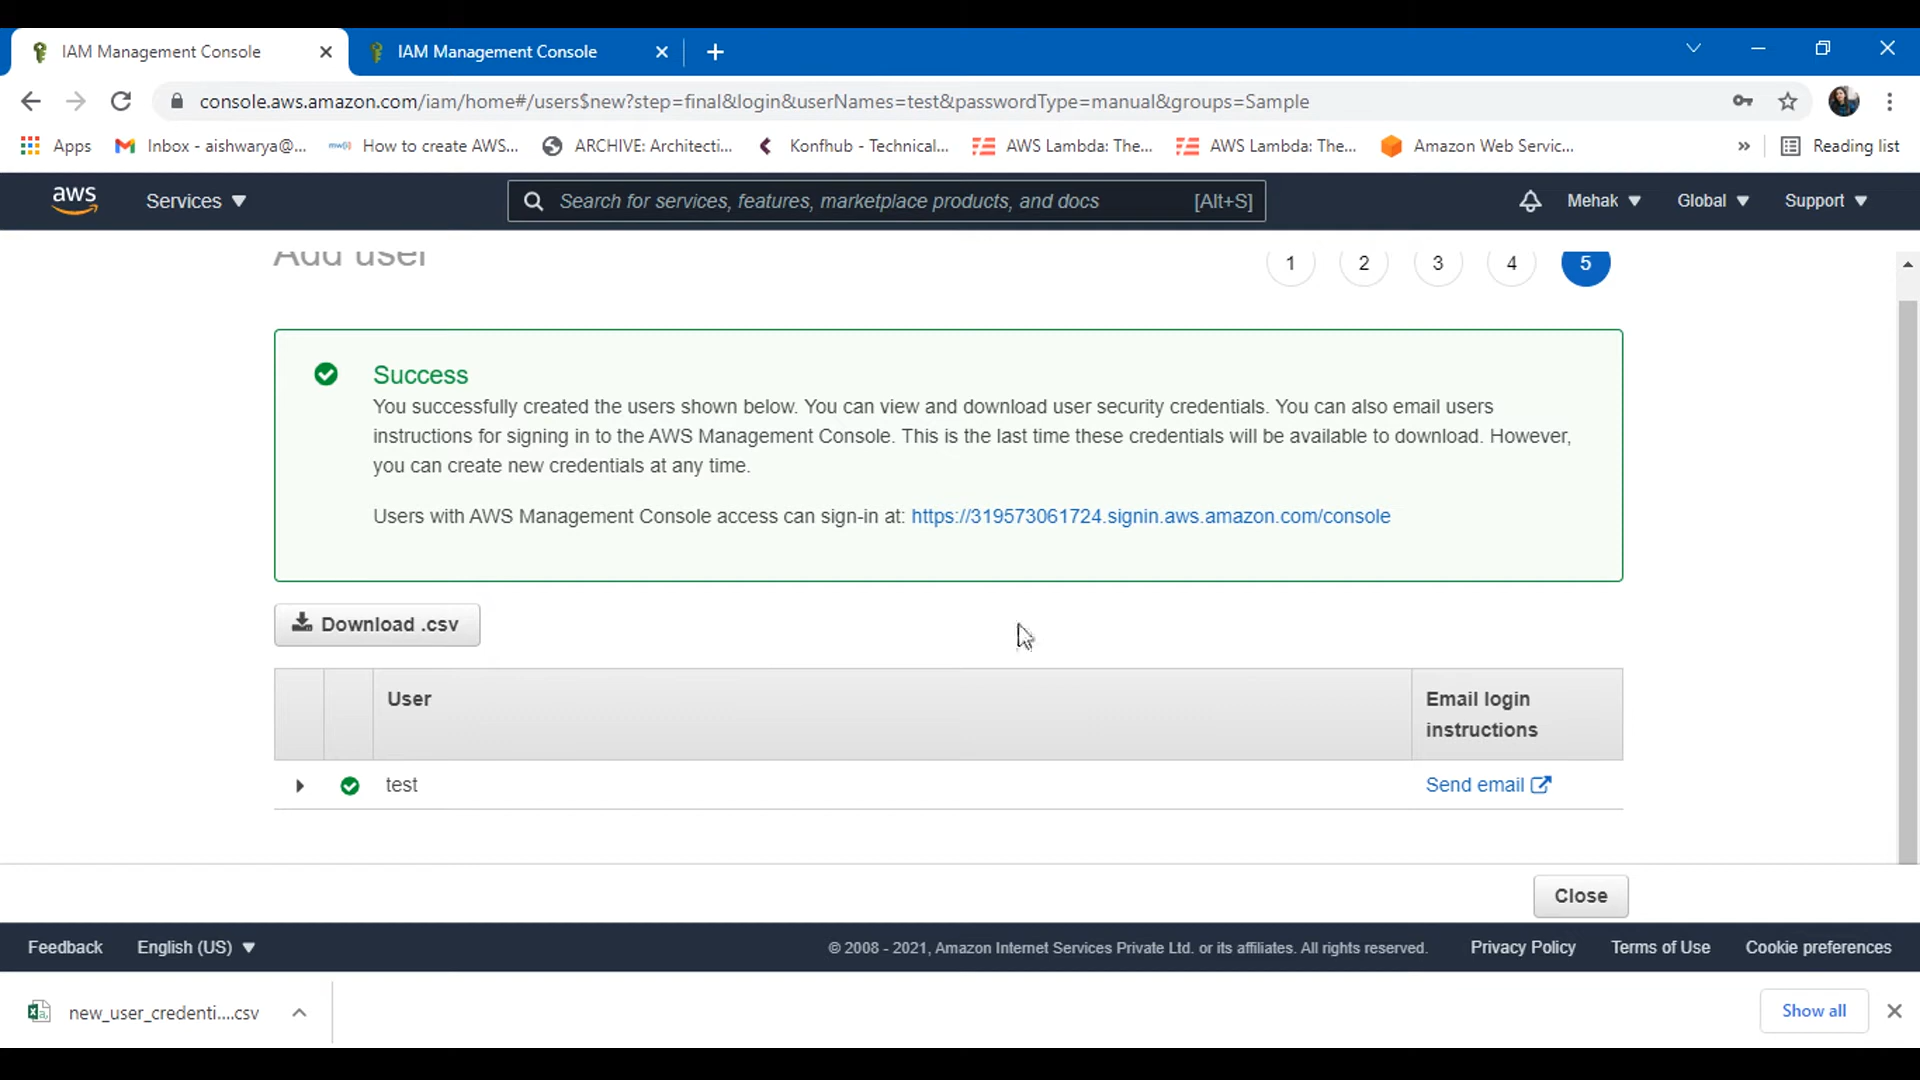 IAM Management Console
IAM Management Console
console.aws.amazon.com/iam/home#/users$new?step=final&login&userNames=test&passwordType=manual&groups=Sample
Apps
Inbox - aishwarya@...
mw(i) How to create AWS...
ARCHIVE: Architecti...
Konfhub - Technical...
AWS Lambda: The...
AWS Lambda: The...
Amazon Web Servic...
»
Reading list
aws
Services
Search for services, features, marketplace products, and docs [Alt+S]
Mehak
Global
Support
Add user
1 2 3 4 5
Success
You successfully created the users shown below. You can view and download user security credentials. You can also email users
instructions for signing in to the AWS Management Console. This is the last time these credentials will be available to download. However,
you can create new credentials at any time.
Users with AWS Management Console access can sign-in at: https://319573061724.signin.aws.amazon.com/console
Download .csv
User
Email login
instructions
test
Send email
Close
Feedback
English (US)
© 2008 - 2021, Amazon Internet Services Private Ltd. or its affiliates. All rights reserved.
Privacy Policy
Terms of Use
Cookie preferences
new_user_credenti....csv
Show all